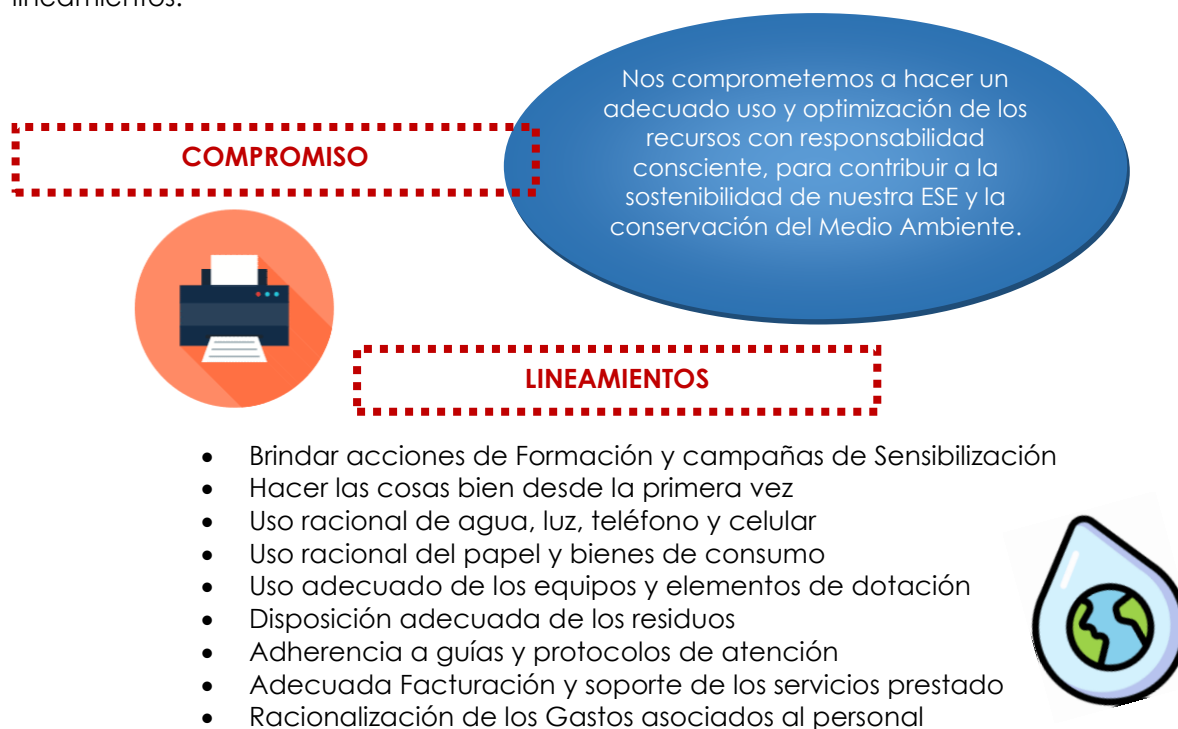 lineamientos.
COMPROMISO
Nos comprometemos a hacer un
adecuado uso y optimización de los
recursos con responsabilidad
consciente, para contribuir a la
sostenibilidad de nuestra ESE y la
conservación del Medio Ambiente.
LINEAMIENTOS
• Brindar acciones de Formación y campañas de Sensibilización
• Hacer las cosas bien desde la primera vez
• Uso racional de agua, luz, teléfono y celular
• Uso racional del papel y bienes de consumo
• Uso adecuado de los equipos y elementos de dotación
• Disposición adecuada de los residuos
• Adherencia a guías y protocolos de atención
• Adecuada Facturación y soporte de los servicios prestado
• Racionalización de los Gastos asociados al personal